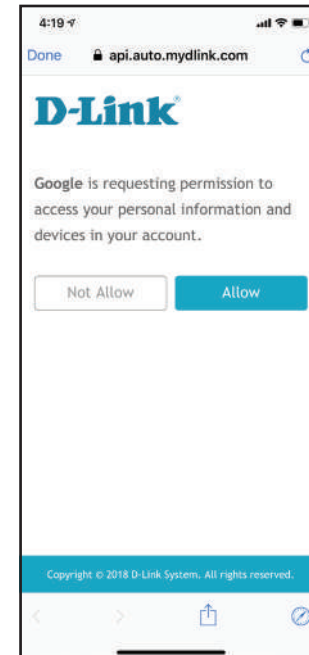 4:19
Done api.auto.mydlink.com
D-Link®
Google is requesting permission to
access your personal information and
devices in your account.
Not Allow Allow
Copyright © 2018 D-Link System. All rights reserved.